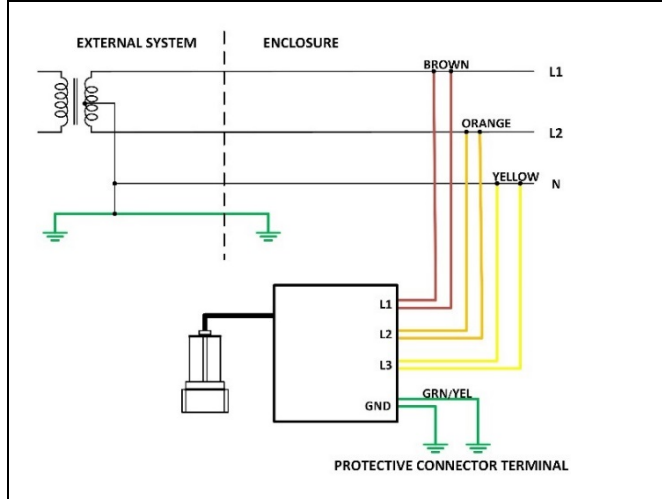 EXTERNAL SYSTEM
ENCLOSURE
BROWN
L1
ORANGE
L2
YELLOW
N
L1
L2
L3
GRN/YEL
GND
PROTECTIVE CONNECTOR TERMINAL